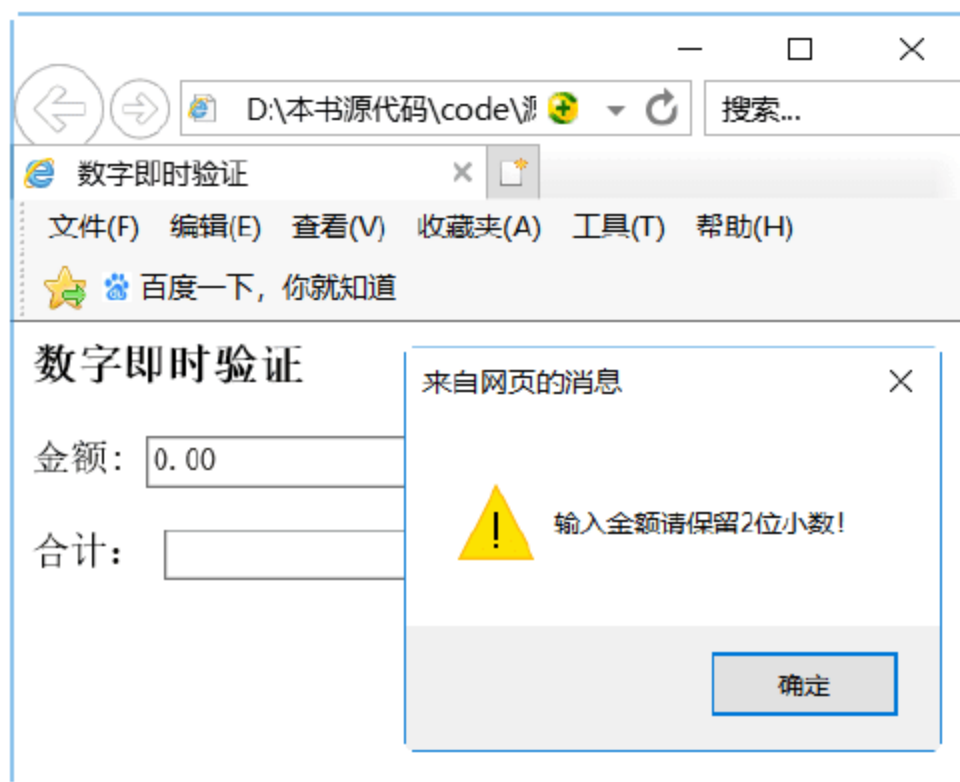 D:\本书源代码\code\
搜索...
数字即时验证
文件(F) 编辑(E) 查看(V) 收藏夹(A) 工具(T) 帮助(H)
百度一下，你就知道
数字即时验证
来自网页的消息
金额: 0.00
输入金额请保留2位小数!
合计:
确定